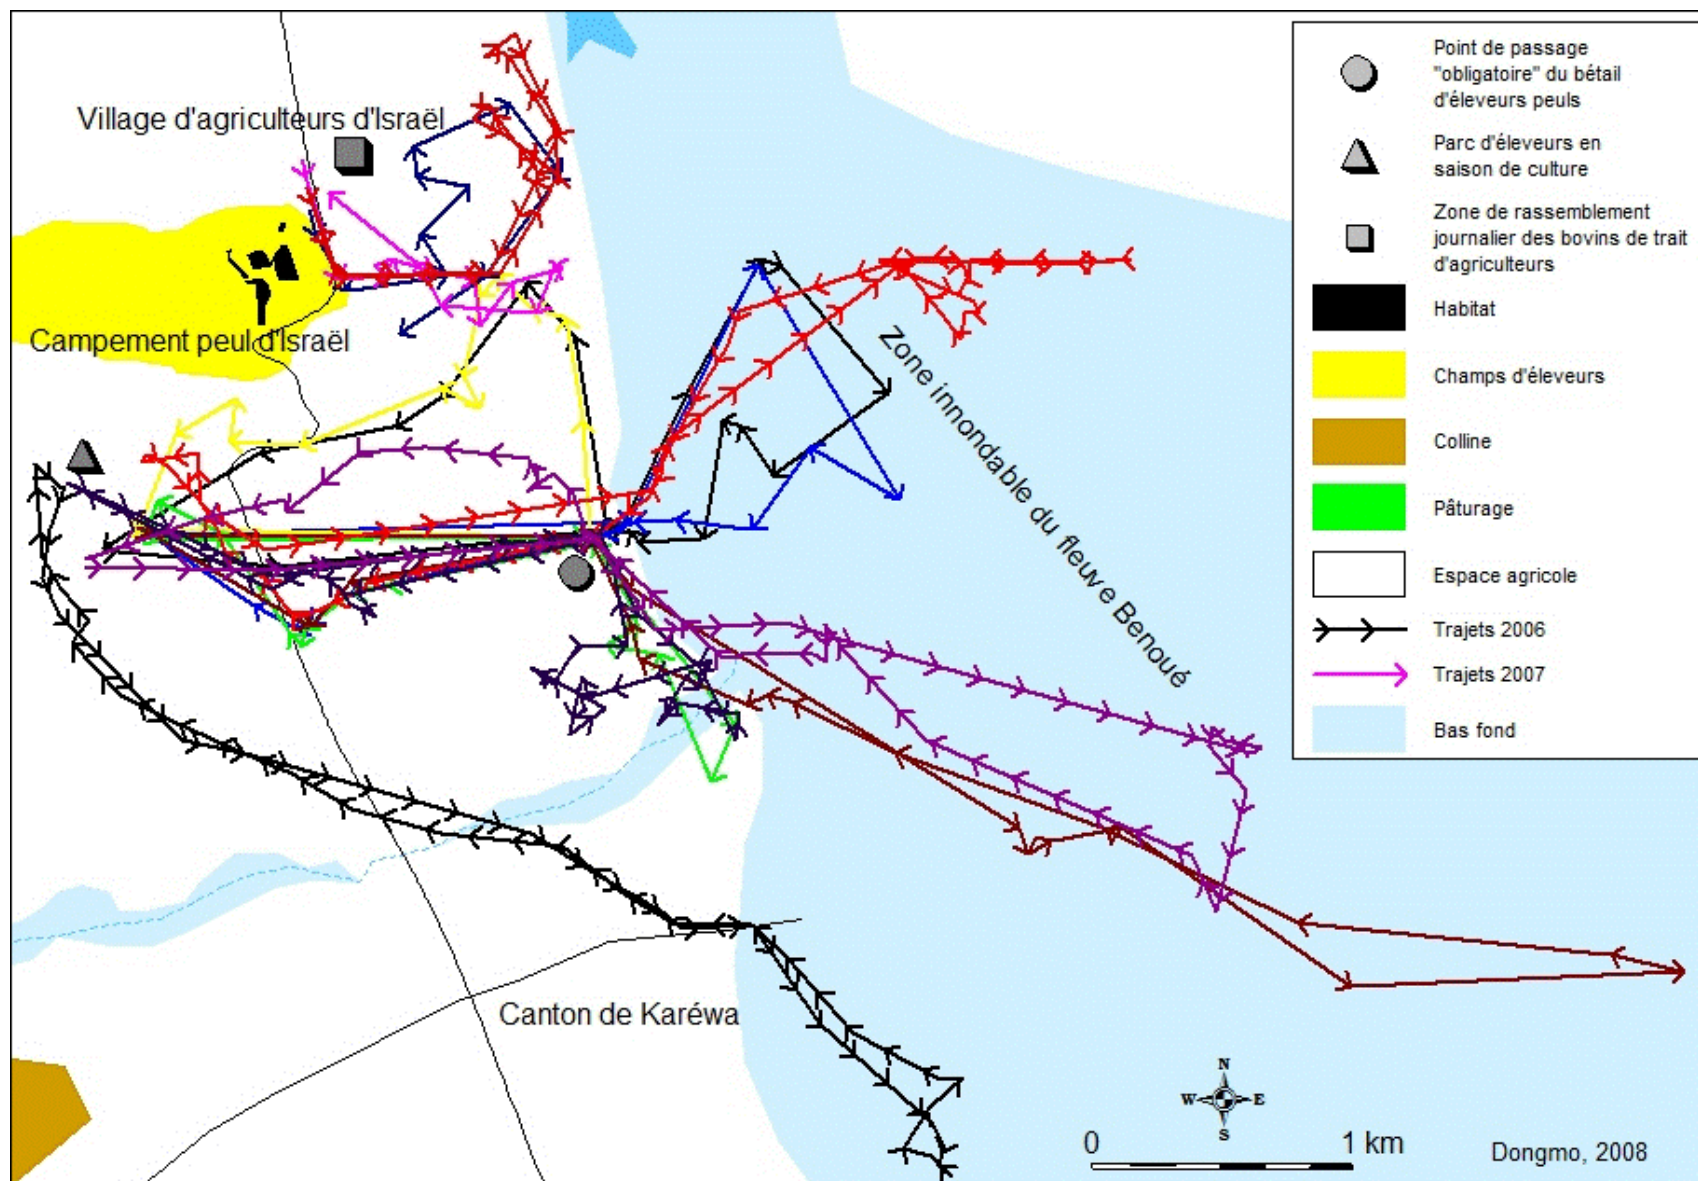 Village d'agriculteurs d'Israël
Campement peul d'Israël
Zone innondable du fleuve Benoué
Canton de Karéwa
Point de passage
"obligatoire" du bétail
d'éleveurs peuls
Parc d'éleveurs en
saison de culture
Zone de rassemblement
journalier des bovins de trait
d'agriculteurs
Habitat
Champs d'éleveurs
Colline
Pâturage
Espace agricole
Trajets 2006
Trajets 2007
Bas fond
N
W E
S
0 1 km
Dongmo, 2008